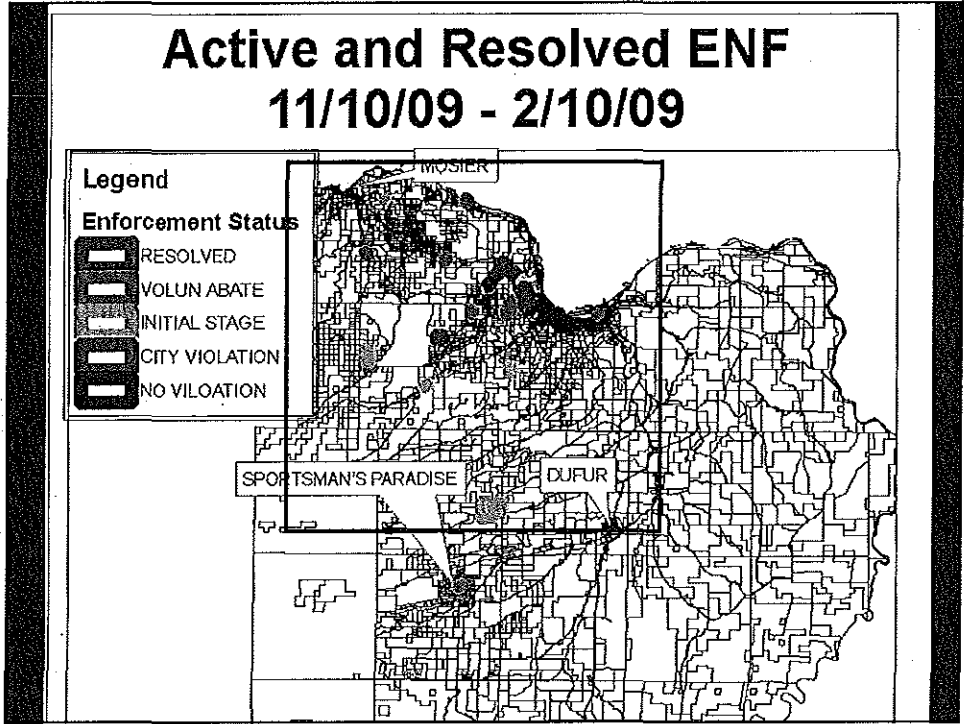 Active and Resolved ENF
11/10/09 - 2/10/09
MOSIER
Legend
Enforcement Status
RESOLVED
VOLUN ABATE
INITIAL STAGE
CITY VIOLATION
NO VILOATION
SPORTSMAN'S PARADISE
DUFUR